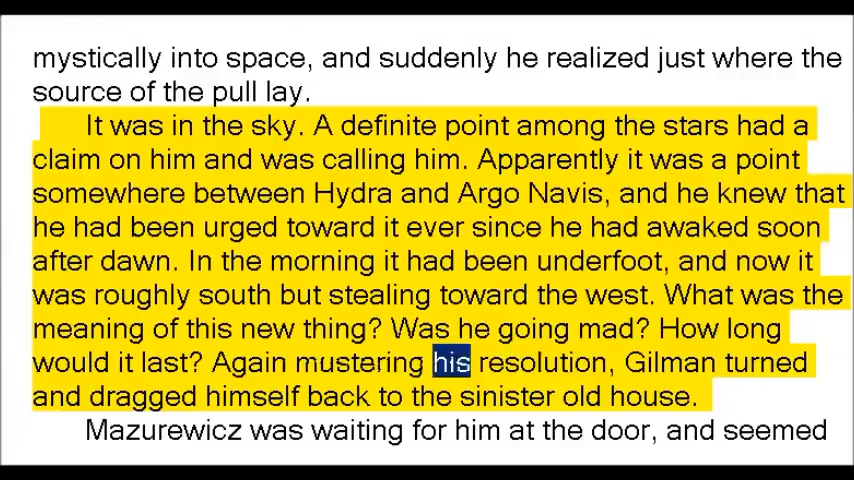 mystically into space, and suddenly he realized just where the
source of the pull lay.
It was in the sky. A definite point among the stars had a
claim on him and was calling him. Apparently it was a point
somewhere between Hydra and Argo Navis, and he knew that
he had been urged toward it ever since he had awaked soon
after dawn. In the morning it had been underfoot, and now it
was roughly south but stealing toward the west. What was the
meaning of this new thing? Was he going mad? How long
would it last? Again mustering his resolution, Gilman turned
and dragged himself back to the sinister old house.
Mazurewicz was waiting for him at the door, and seemed